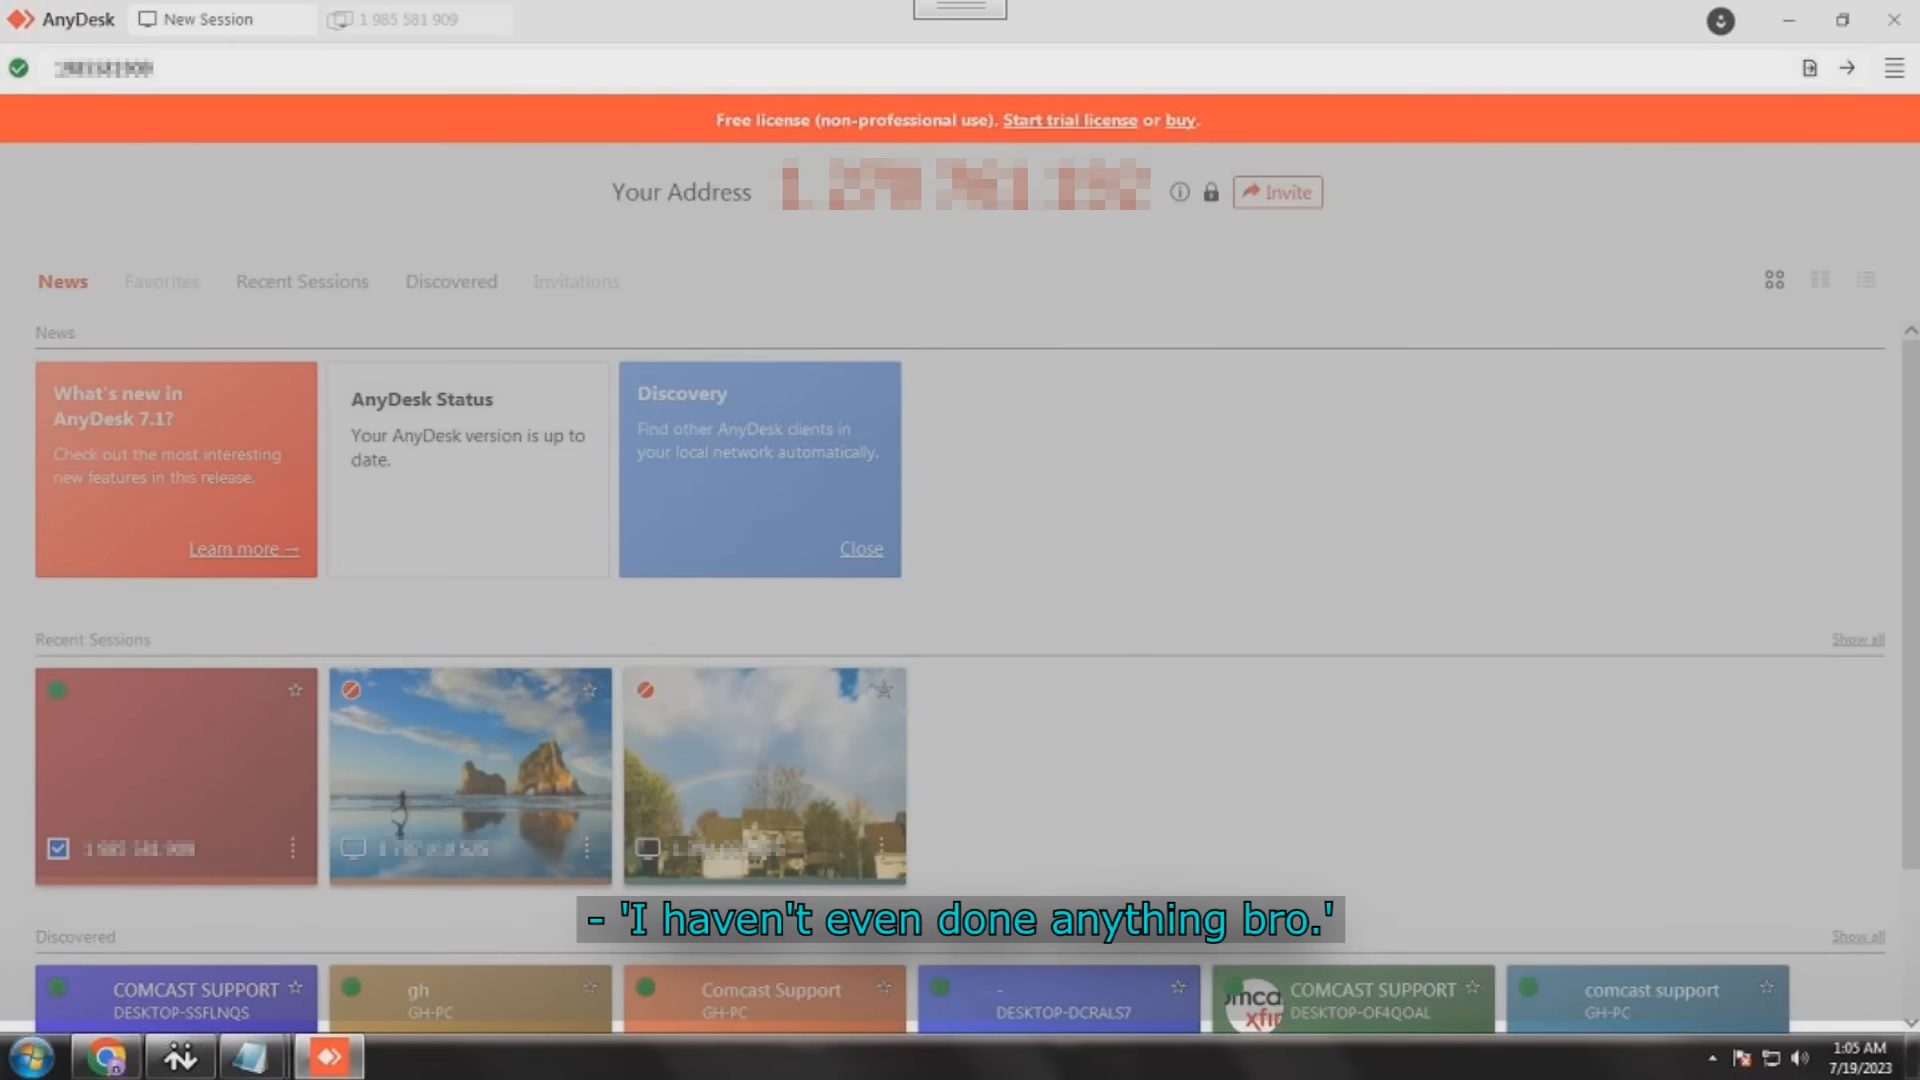 AnyDesk
New Session
1 985 581 909
Free license (non-professional use). Start trial license or buy.
Your Address
Invite
News
Favorites
Recent Sessions
Discovered
Invitations
News
What's new in
AnyDesk 7.1?
Check out the most interesting
new features in this release.
Learn more →
AnyDesk Status
Your AnyDesk version is up to
date.
Discovery
Find other AnyDesk clients in
your local network automatically.
Close
Recent Sessions
Show all
- 'I haven't even done anything bro.'
Discovered
Show all
COMCAST SUPPORT
DESKTOP-SSFLNQS
gh
GH-PC
Comcast Support
GH-PC
-
DESKTOP-DCRALS7
COMCAST SUPPORT
DESKTOP-OF4QOAL
comcast support
GH-PC
1:05 AM
7/19/2023